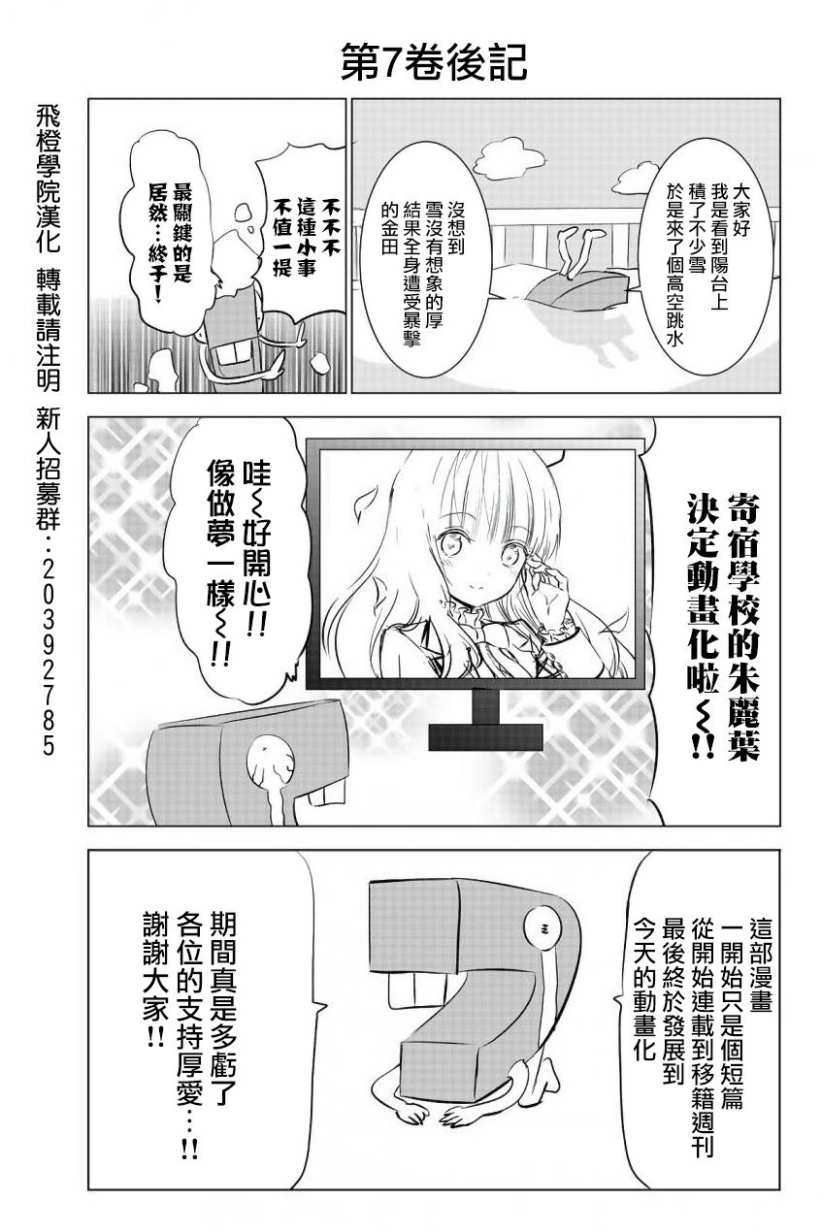 第7卷後記
大家好
我是看到陽台上
積了不少雪
於是來了個高空跳水
沒想到
雪沒有想象的厚
結果全身遭受暴擊
的金田
不不不
這種小事
不值一提
最關鍵的是
居然…終于!
寄宿學校的朱麗葉
決定動畫化啦~!!
哇~好開心!!
像做夢一樣~!!
這部漫畫
一開始只是個短篇
從開始連載到移籍週刊
最後終於發展到
今天的動畫化
期間真是多虧了
各位的支持厚愛…!!
謝謝大家!!
飛橙學院漢化 轉載請注明 新人招募群:20392785